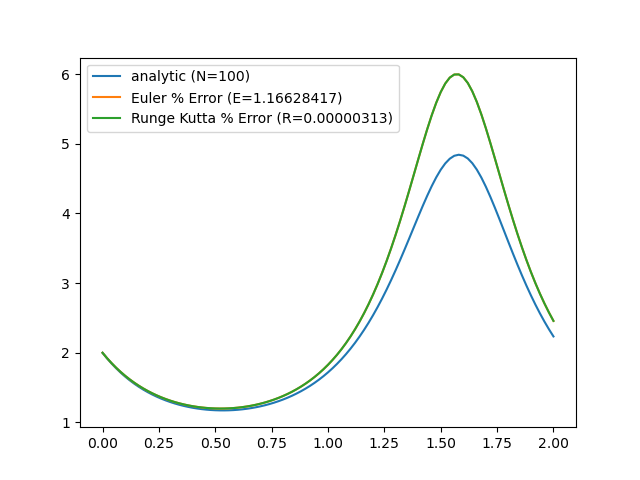 analytic (N=100)
Euler % Error (E=1.16628417)
Runge Kutta % Error (R=0.00000313)
6
5
4
3
2
1
0.00 0.25 0.50 0.75 1.00 1.25 1.50 1.75 2.00